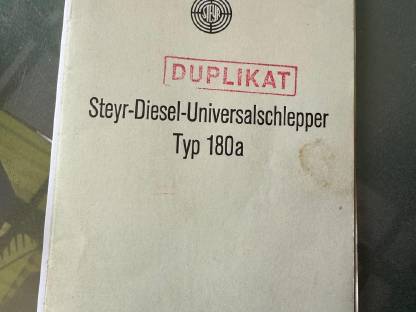 DUPLIKAT
Steyr-Diesel-Universalschlepper
Typ 180a